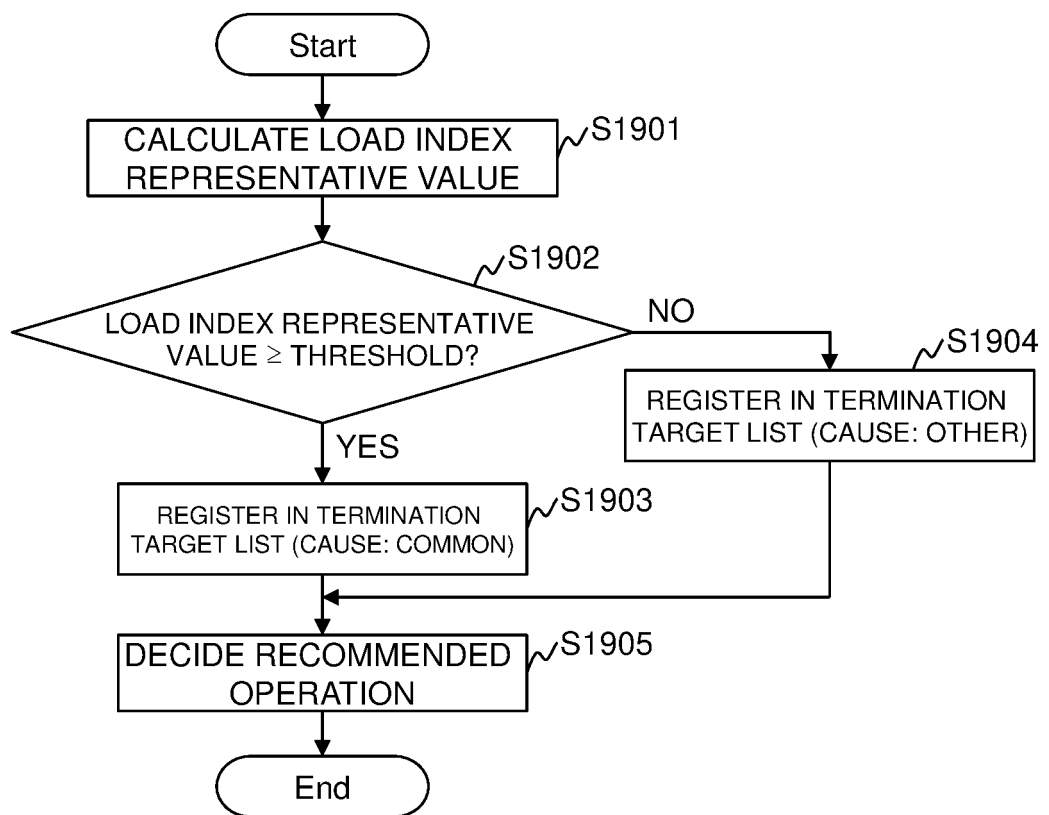 Start
CALCULATE LOAD INDEX
REPRESENTATIVE VALUE
S1901
S1902
LOAD INDEX REPRESENTATIVE
VALUE ≥ THRESHOLD?
NO
S1904
REGISTER IN TERMINATION
TARGET LIST (CAUSE: OTHER)
YES
S1903
REGISTER IN TERMINATION
TARGET LIST (CAUSE: COMMON)
S1905
DECIDE RECOMMENDED
OPERATION
End